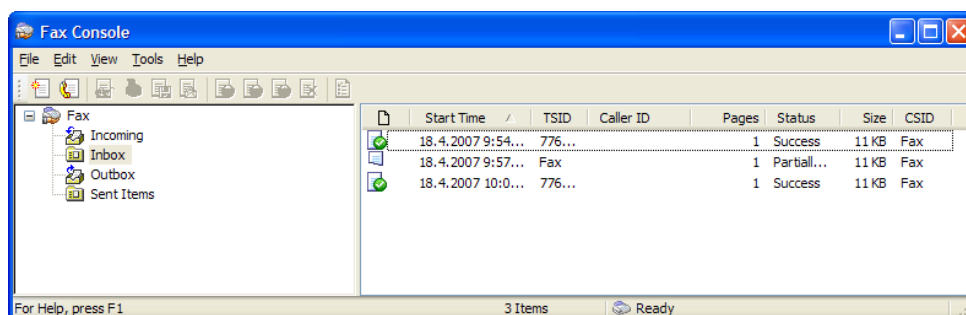 Fax Console
File Edit View Tools Help
Fax
Incoming
Inbox
Outbox
Sent Items
Start Time TSID Caller ID Pages Status Size CSID
18.4.2007 9:54... 776... 1 Success 11 KB Fax
18.4.2007 9:57... Fax 1 Partiall... 11 KB Fax
18.4.2007 10:0... 776... 1 Success 11 KB Fax
For Help, press F1 3 Items Ready